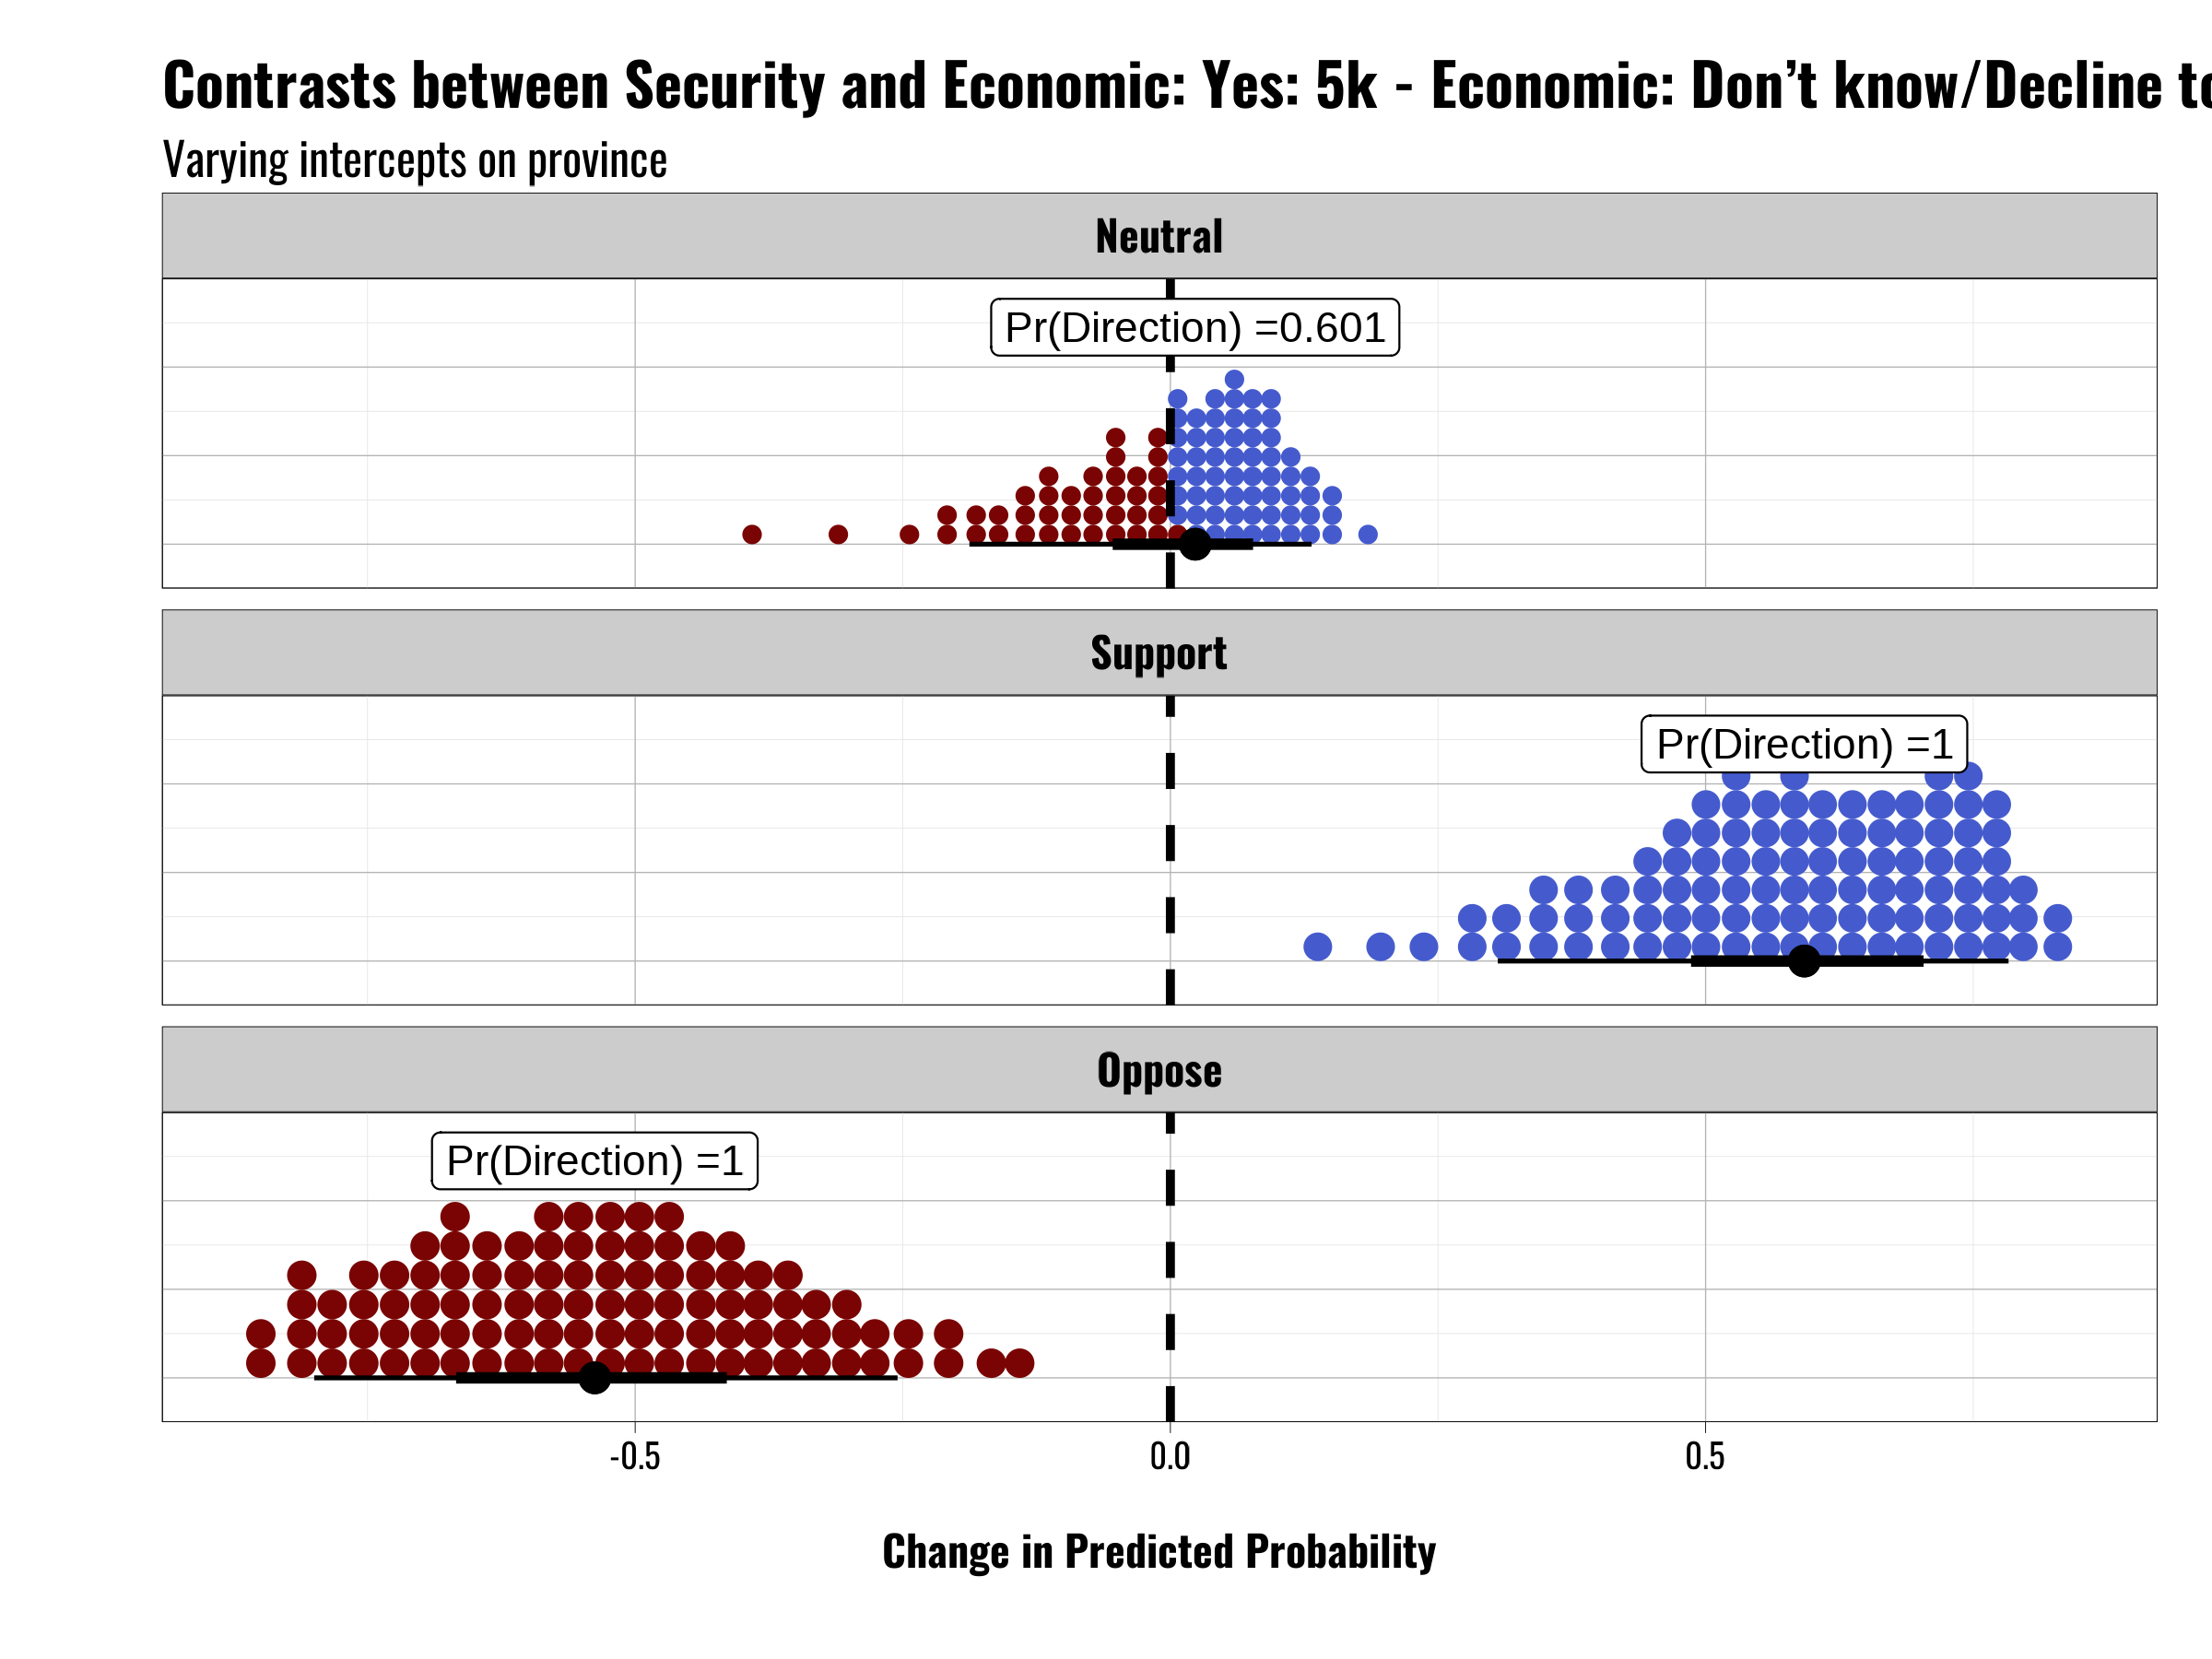 Contrasts between Security and Economic: Yes: 5k - Economic: Don’t know/Decline to
Varying intercepts on province
Neutral
Pr(Direction) =0.601
Support
Pr(Direction) =1
Oppose
Pr(Direction) =1
-0.5 0.0 0.5
Change in Predicted Probability